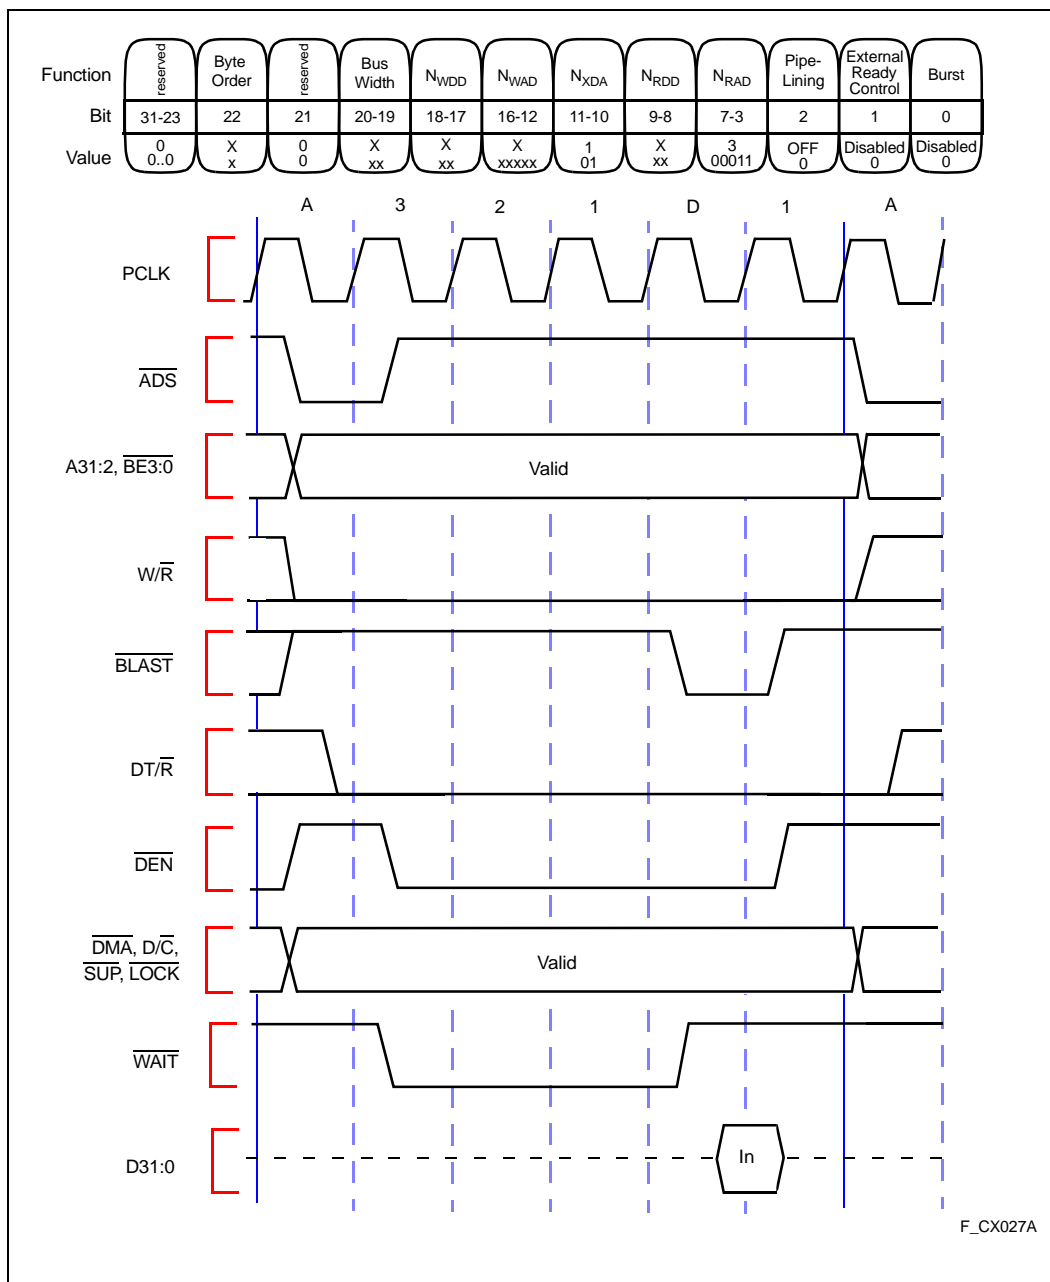 Function reserved Byte Order reserved Bus Width NWDD NWAD NXDA NRDD NRAD Pipe-Lining External Ready Control Burst
Bit 31-23 22 21 20-19 18-17 16-12 11-10 9-8 7-3 2 1 0
Value 0 X 0 X X X 1 X 3 OFF Disabled Disabled
0..0 x 0 xx xx xxxxx 01 xx 00011 0 0 0
A 3 2 1 D 1 A
PCLK
ADS
A31:2, BE3:0
Valid
W/R
BLAST
DT/R
DEN
DMA, D/C,
SUP, LOCK
Valid
WAIT
D31:0
In
F_CX027A